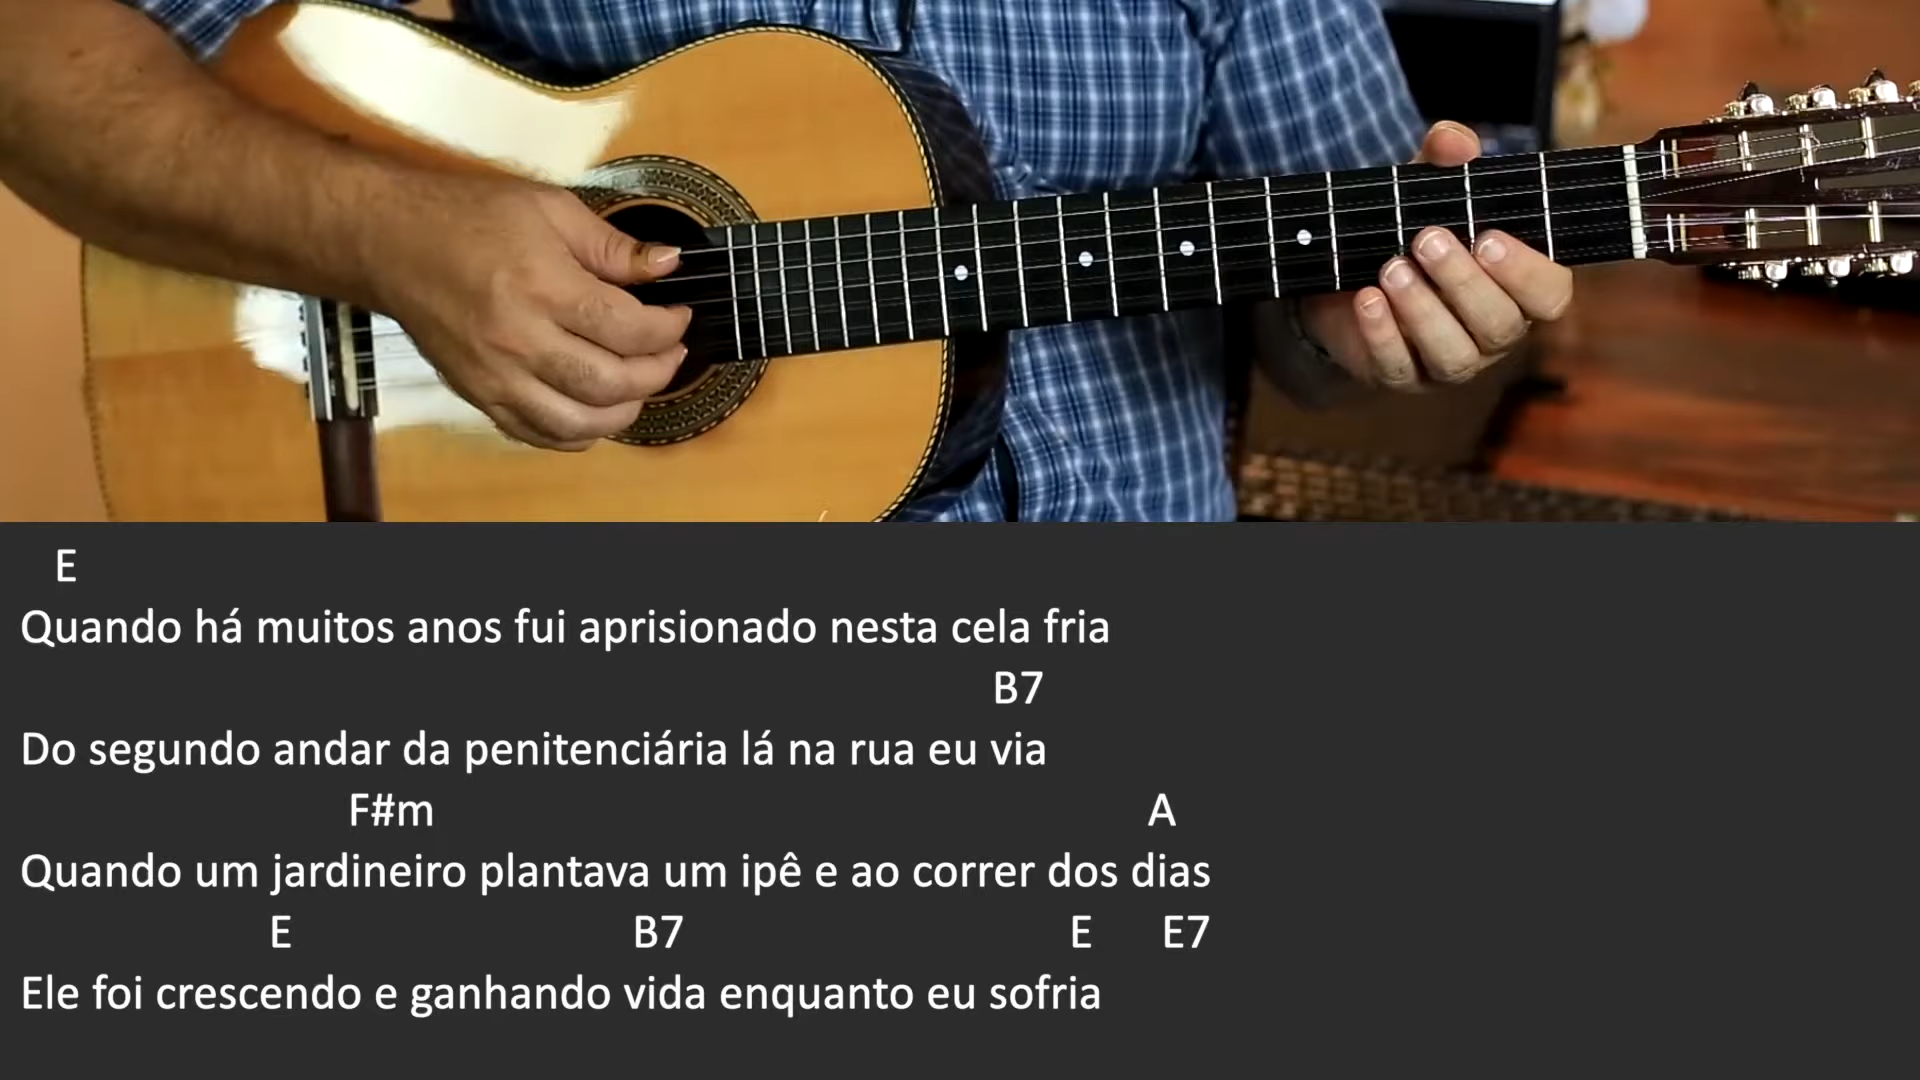 E
Quando há muitos anos fui aprisionado nesta cela fria
B7
Do segundo andar da penitenciária lá na rua eu via
F#m A
Quando um jardineiro plantava um ipê e ao correr dos dias
E B7 E E7
Ele foi crescendo e ganhando vida enquanto eu sofria